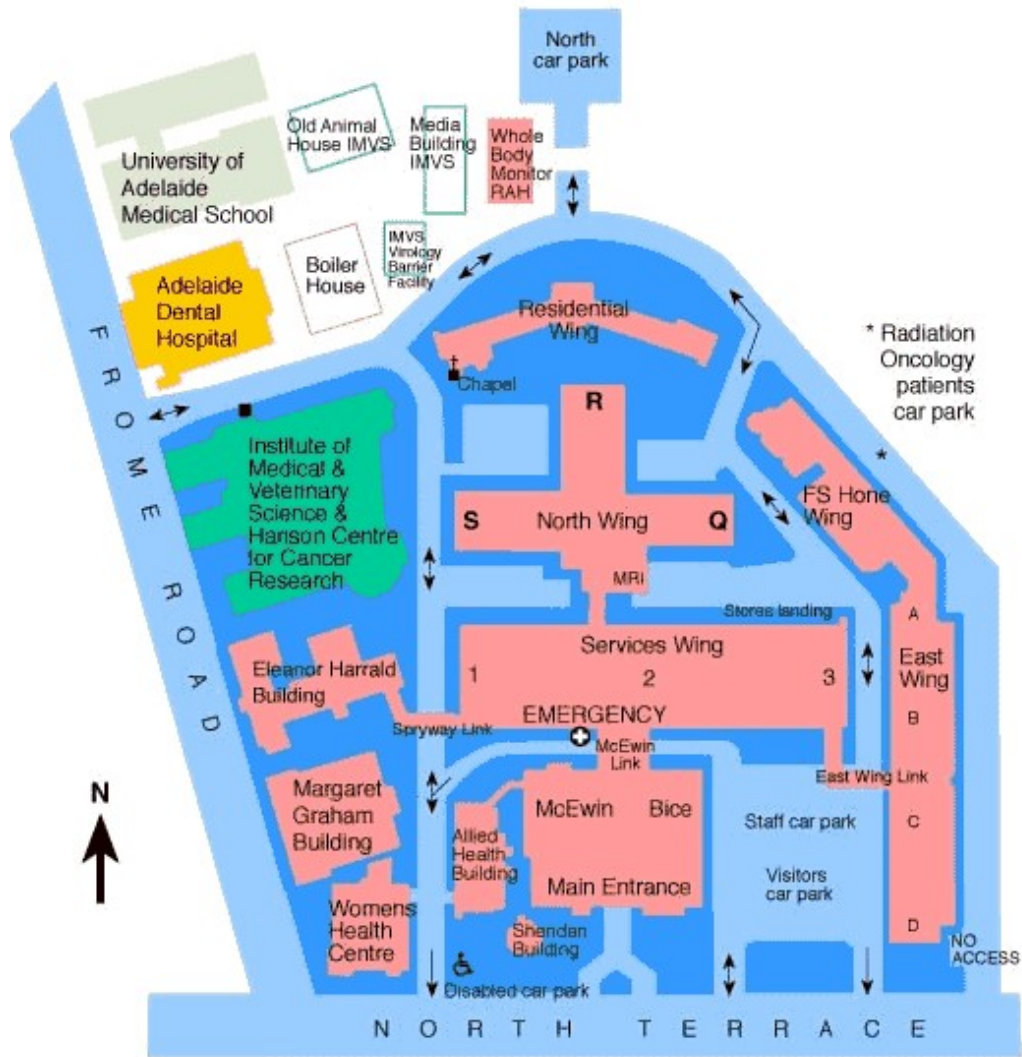 North
car park
Old Animal
House IMVS
Media
Building
IMVS
Whole
Body
Monitor
RAH
University of
Adelaide
Medical School
IMVS
Virology
Barrier
Facility
Boiler
House
Adelaide
Dental
Hospital
Residential
Wing
* Radiation
Oncology
patients
car park
*
Chapel
R
Institute of
Medical &
Veterinary
Science &
Hanson Centre
for Cancer
Research
FS Hone
Wing
S
North Wing
Q
MRI
Stores landing
A
Services Wing
East
Wing
Eleanor Harrald
Building
1
2
3
B
EMERGENCY
Spryway Link
McEwin
Link
East Wing Link
N
Margaret
Graham
Building
McEwin
Bice
Staff car park
C
Allied
Health
Building
Visitors
car park
Main Entrance
Womens
Health
Centre
D
NO
ACCESS
Building
Disabled car park
FROME ROAD
NORTH TERRACE